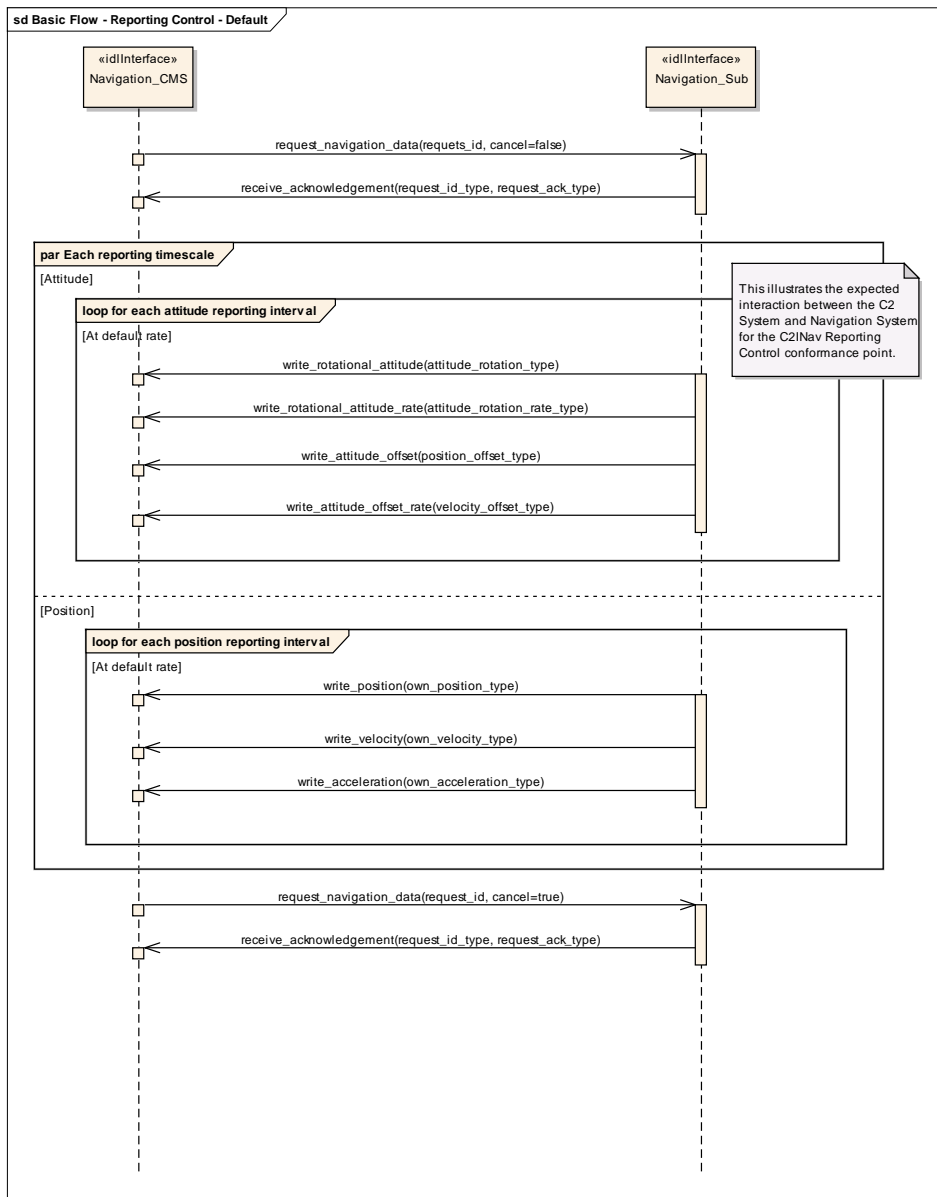 sd Basic Flow - Reporting Control - Default
«idlInterface»
Navigation_CMS
«idlInterface»
Navigation_Sub
request_navigation_data(requets_id, cancel=false)
receive_acknowledgement(request_id_type, request_ack_type)
par Each reporting timescale
[Attitude]
This illustrates the expected
interaction between the C2
System and Navigation System
for the C2INav Reporting
Control conformance point.
loop for each attitude reporting interval
[At default rate]
write_rotational_attitude(attitude_rotation_type)
write_rotational_attitude_rate(attitude_rotation_rate_type)
write_attitude_offset(position_offset_type)
write_attitude_offset_rate(velocity_offset_type)
[Position]
loop for each position reporting interval
[At default rate]
write_position(own_position_type)
write_velocity(own_velocity_type)
write_acceleration(own_acceleration_type)
request_navigation_data(request_id, cancel=true)
receive_acknowledgement(request_id_type, request_ack_type)